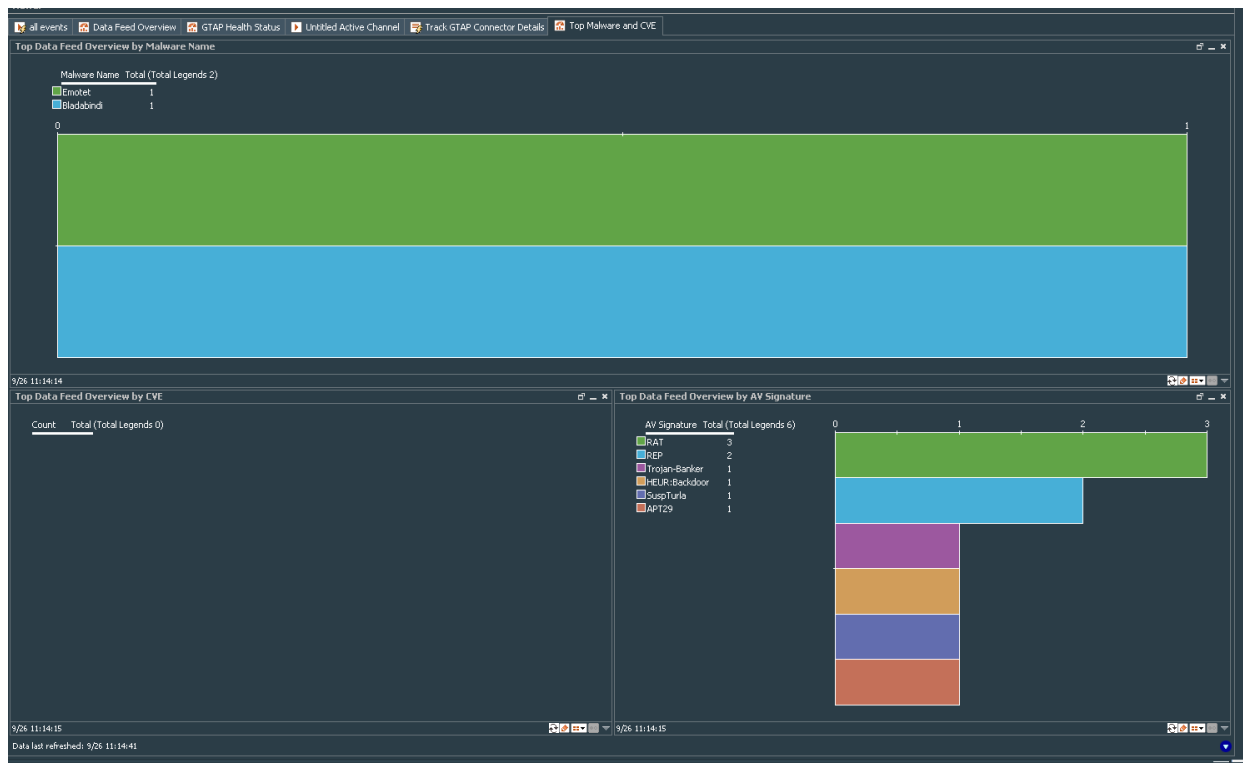 all events Data Feed Overview GTAP Health Status Untitled Active Channel Track GTAP Connector Details Top Malware and CVE
Top Data Feed Overview by Malware Name
Malware Name Total (Total Legends 2)
Emotet 1
Bladabindi 1
0 1
9/26 11:14:14
Top Data Feed Overview by CVE
Count Total (Total Legends 0)
9/26 11:14:15
Top Data Feed Overview by AV Signature
AV Signature Total (Total Legends 6)
RAT 3
REP 2
Trojan-Banker 1
HEUR:Backdoor 1
SuspTurla 1
APT29 1
0 1 2 3
9/26 11:14:15
Data last refreshed: 9/26 11:14:41